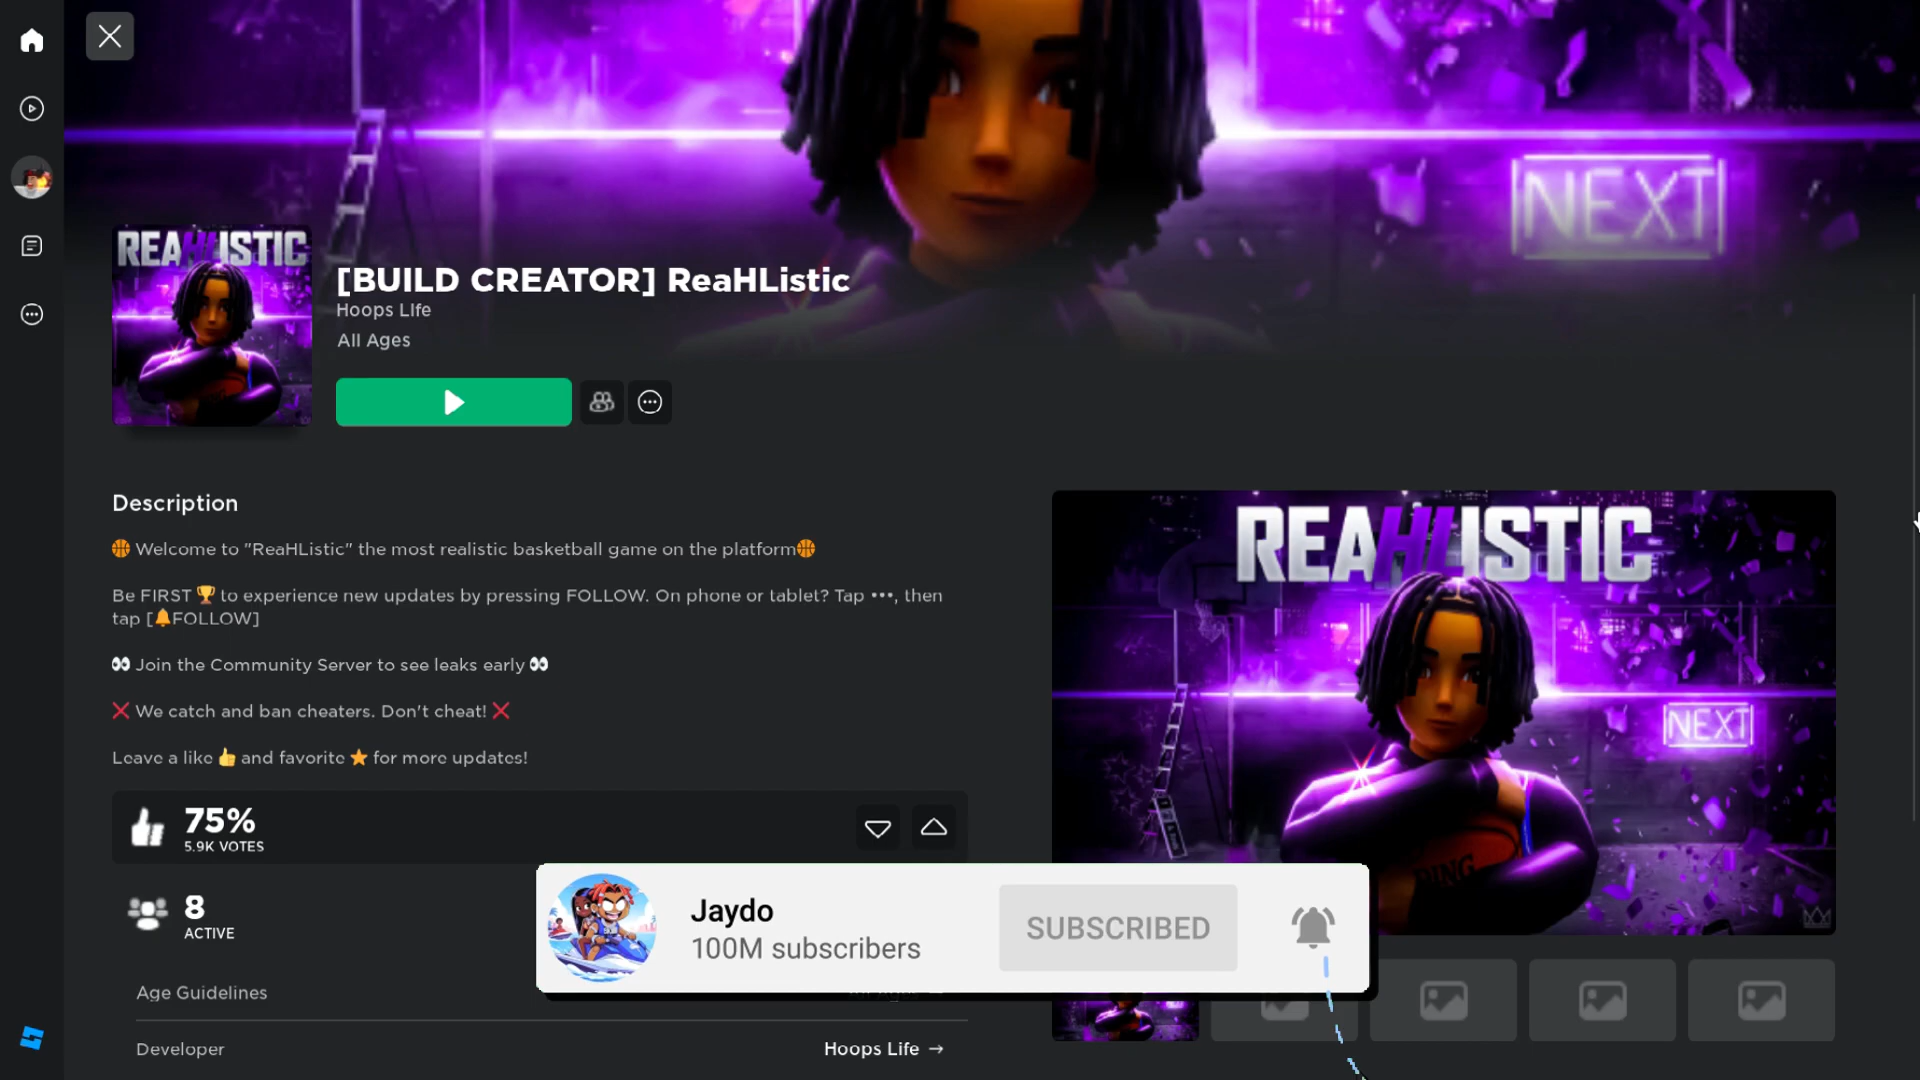 NEXT
REAHLISTIC
[BUILD CREATOR] ReaHListic
Hoops LIfe
All Ages
Description
🏀 Welcome to "ReaHListic" the most realistic basketball game on the platform🏀
Be FIRST 🏆 to experience new updates by pressing FOLLOW. On phone or tablet? Tap •••, then
tap [🔔FOLLOW]
👀 Join the Community Server to see leaks early 👀
❌ We catch and ban cheaters. Don't cheat! ❌
Leave a like 👍 and favorite ⭐ for more updates!
REAHLISTIC
NEXT
75%
5.9K VOTES
8
ACTIVE
Jaydo
100M subscribers
SUBSCRIBED
Age Guidelines
Developer
Hoops Life →